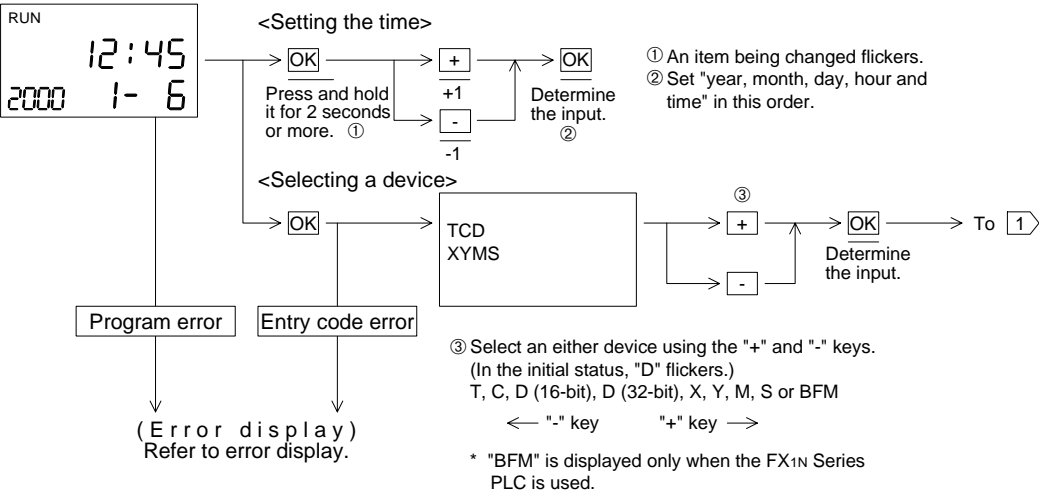 RUN
12:45
2000 1- 6
<Setting the time>
OK
Press and hold
it for 2 seconds
or more. ①
+
+1
-
-1
OK
Determine
the input.
②
① An item being changed flickers.
② Set "year, month, day, hour and
time" in this order.
<Selecting a device>
OK
TCD
XYMS
③
+
-
OK
Determine
the input.
To 1
Program error
Entry code error
(Error display)
Refer to error display.
③ Select an either device using the "+" and "-" keys.
(In the initial status, "D" flickers.)
T, C, D (16-bit), D (32-bit), X, Y, M, S or BFM
"-" key "+" key
* "BFM" is displayed only when the FX1N Series
PLC is used.